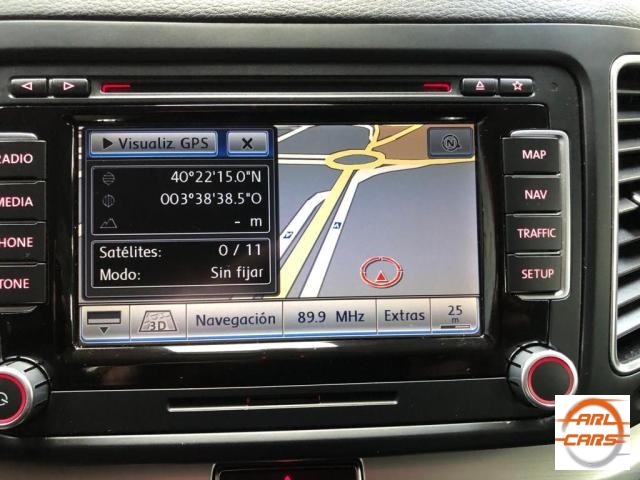 RADIO
MEDIA
PHONE
TONE
Visualiz. GPS X
40°22'15.0"N
003°38'38.5"O
- m
Satélites: 0 / 11
Modo: Sin fijar
N
3D
Navegación
89.9 MHz
Extras
25 m
MAP
NAV
TRAFFIC
SETUP
ARL
CARS